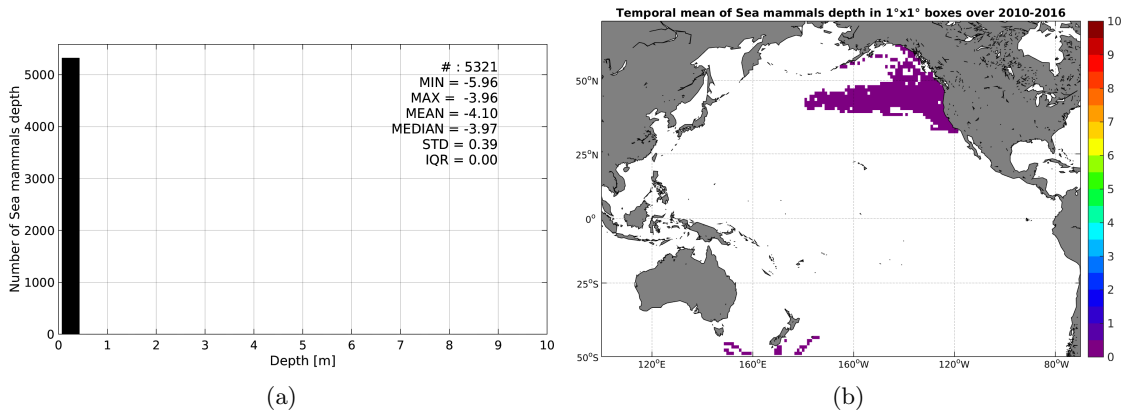 Number of Sea mammals depth
5000
4000
3000
2000
1000
0
# : 5321
MIN = -5.96
MAX = -3.96
MEAN = -4.10
MEDIAN = -3.97
STD = 0.39
IQR = 0.00
0 1 2 3 4 5 6 7 8 9 10
Depth [m]
(a)
Temporal mean of Sea mammals depth in 1°x1° boxes over 2010-2016
50°N
25°N
0°
25°S
50°S
120°E 160°E 160°W 120°W 80°W
10
9
8
7
6
5
4
3
2
1
0
(b)